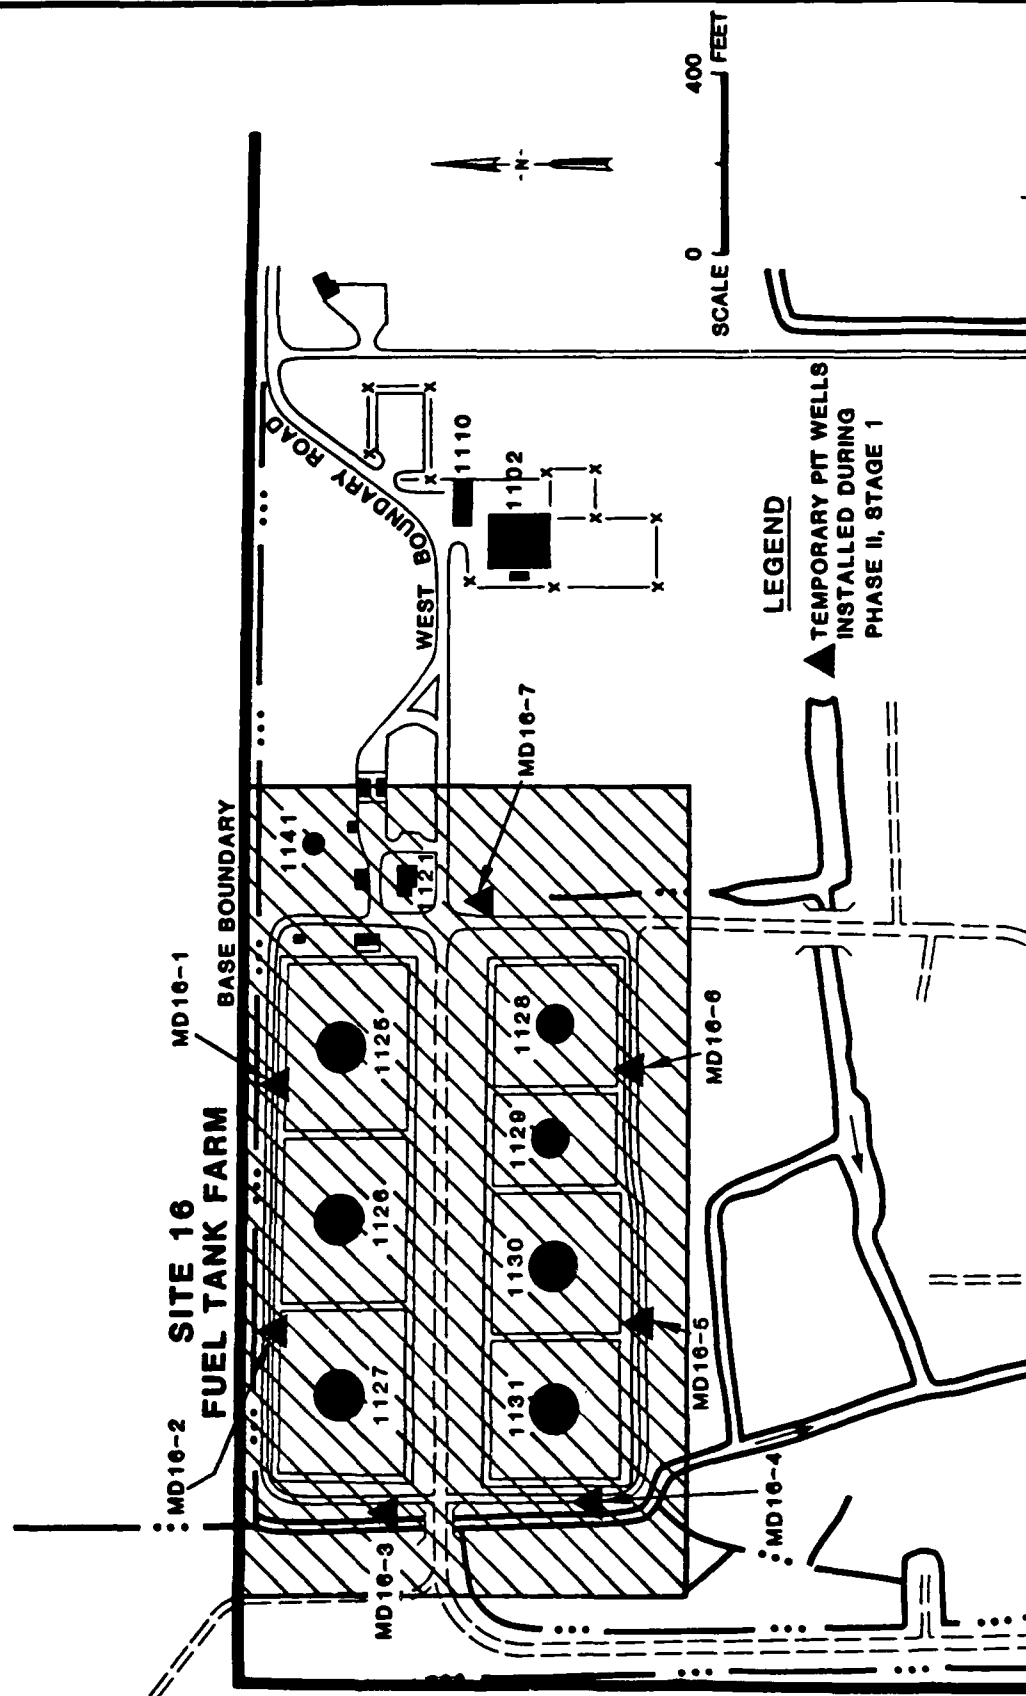 SITE 16
FUEL TANK FARM
BASE BOUNDARY
MD16-1
MD16-2
MD16-3
MD16-4
MD16-5
MD16-6
MD16-7
1141
1121
1125
1126
1127
1128
1129
1130
1131
WEST BOUNDARY ROAD
1110
1102
-N-
SCALE 0 400 FEET
LEGEND
TEMPORARY PIT WELLS
INSTALLED DURING
PHASE II, STAGE 1